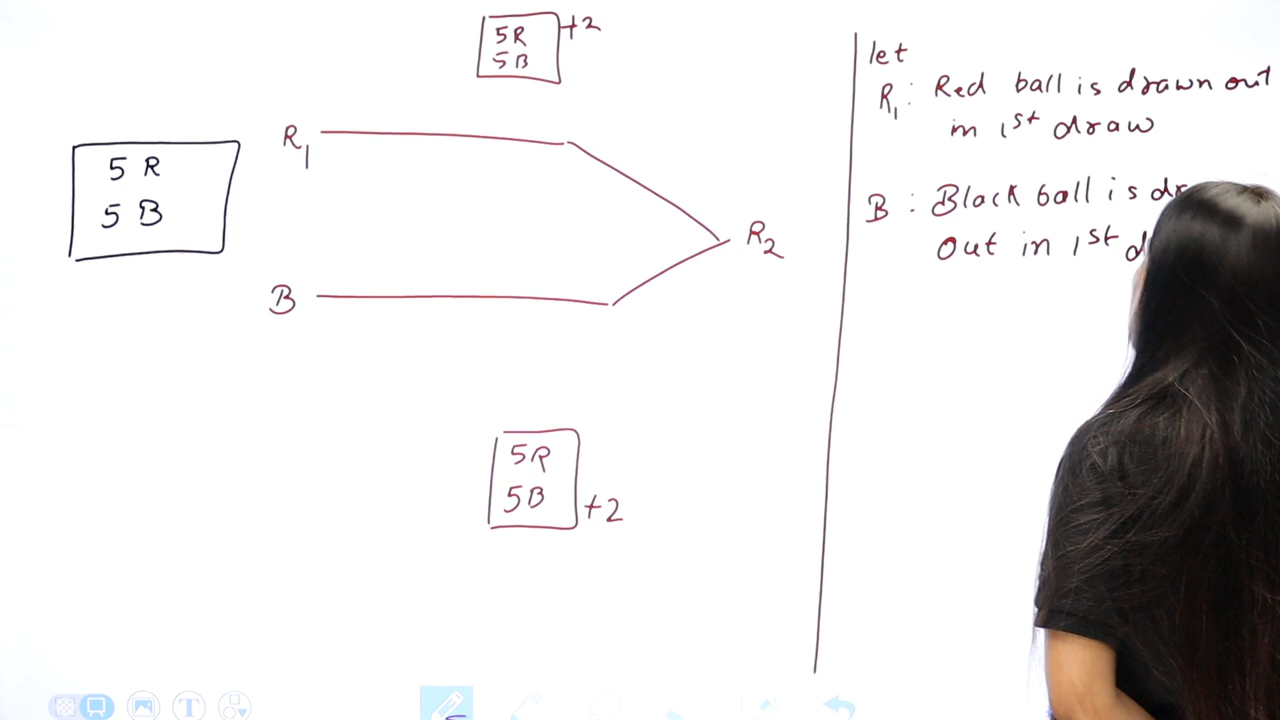 5R
5B
+2
5 R
5 B
R1
B
R2
5R
5B
+2
let
R1: Red ball is drawn out
in 1st draw
B : Black ball is
out in 1st
T